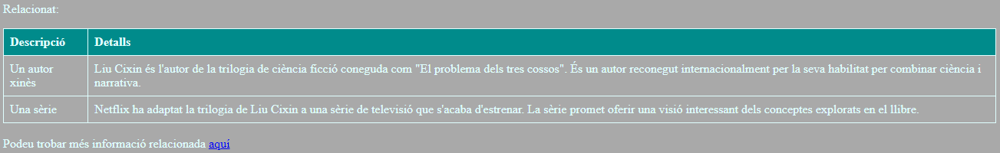 Relacionat:
Descripció Detalls
Un autor xinès Liu Cixin és l'autor de la trilogia de ciència ficció coneguda com "El problema dels tres cossos". És un autor reconegut internacionalment per la seva habilitat per combinar ciència i
narrativa.
Una sèrie Netflix ha adaptat la trilogia de Liu Cixin a una sèrie de televisió que s'acaba d'estrenar. La sèrie promet oferir una visió interessant dels conceptes explorats en el llibre.
Podeu trobar més informació relacionada aquí